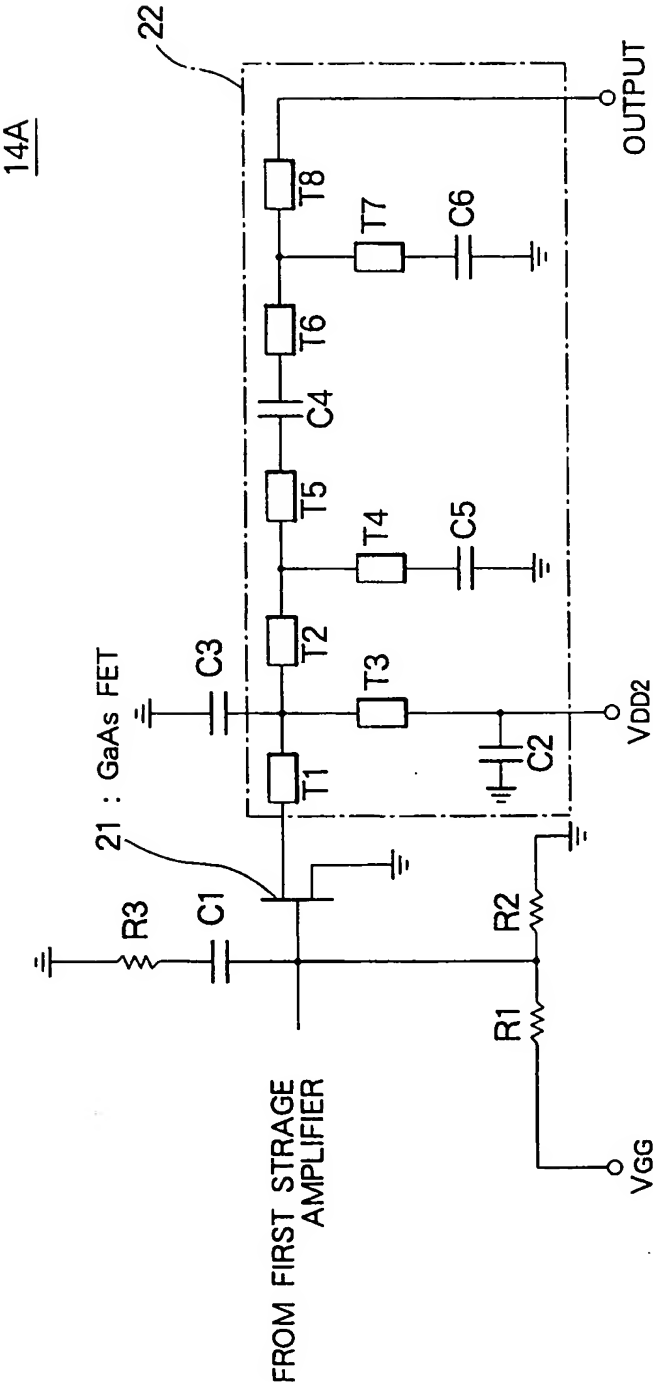 14A
22
21 : GaAs FET
R3
C1
C3
T1
T2
T5
C4
T6
T8
T3
T4
T7
C2
C5
C6
FROM FIRST STRAGE
AMPLIFIER
R1
R2
VGG
VDD2
OUTPUT